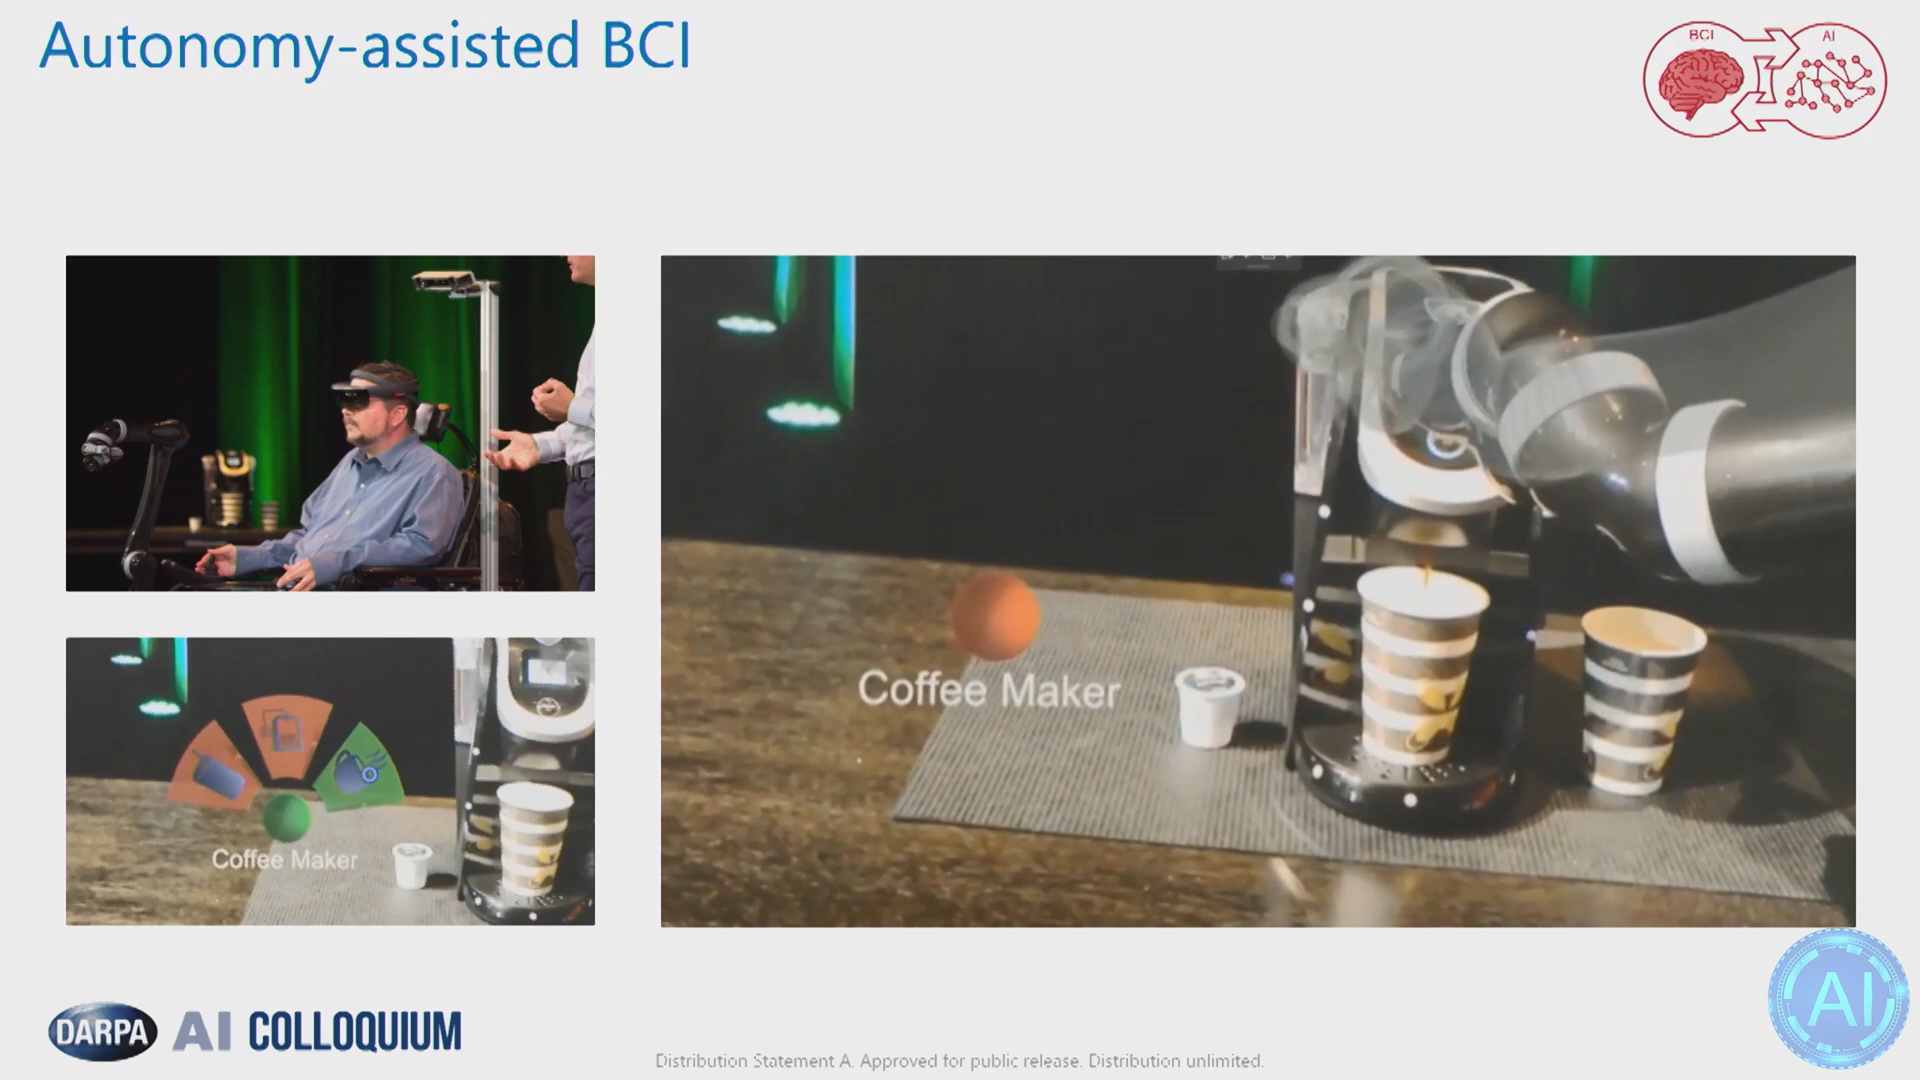 Autonomy-assisted BCI
BCI
AI
Coffee Maker
Coffee Maker
DARPA AI COLLOQUIUM
Distribution Statement A. Approved for public release. Distribution unlimited.
AI